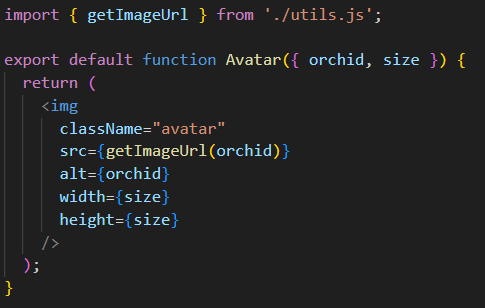 import { getImageUrl } from './utils.js';

export default function Avatar({ orchid, size }) {
  return (
    <img
      className="avatar"
      src={getImageUrl(orchid)}
      alt={orchid}
      width={size}
      height={size}
    />
  );
}